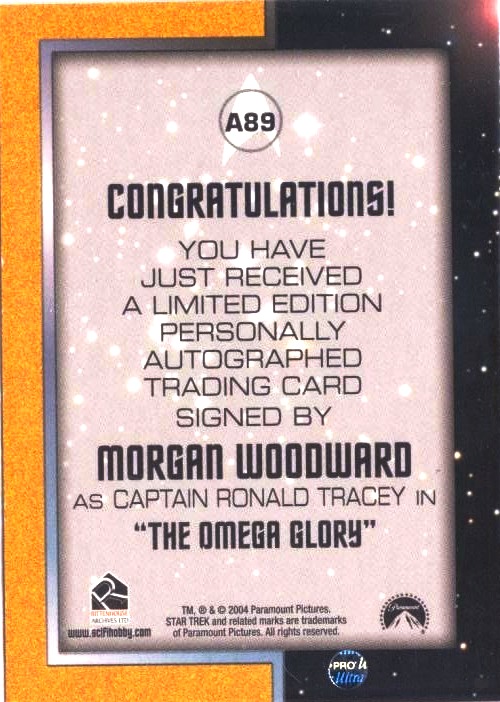 A89
CONGRATULATIONS!
YOU HAVE
JUST RECEIVED
A LIMITED EDITION
PERSONALLY
AUTOGRAPHED
TRADING CARD
SIGNED BY
MORGAN WOODWARD
AS CAPTAIN RONALD TRACEY IN
"THE OMEGA GLORY"
RITTENHOUSE
ARCHIVES LTD
www.scifihobby.com
TM, ® & © 2004 Paramount Pictures.
STAR TREK and related marks are trademarks
of Paramount Pictures. All rights reserved.
Paramount
PRO
Ultra